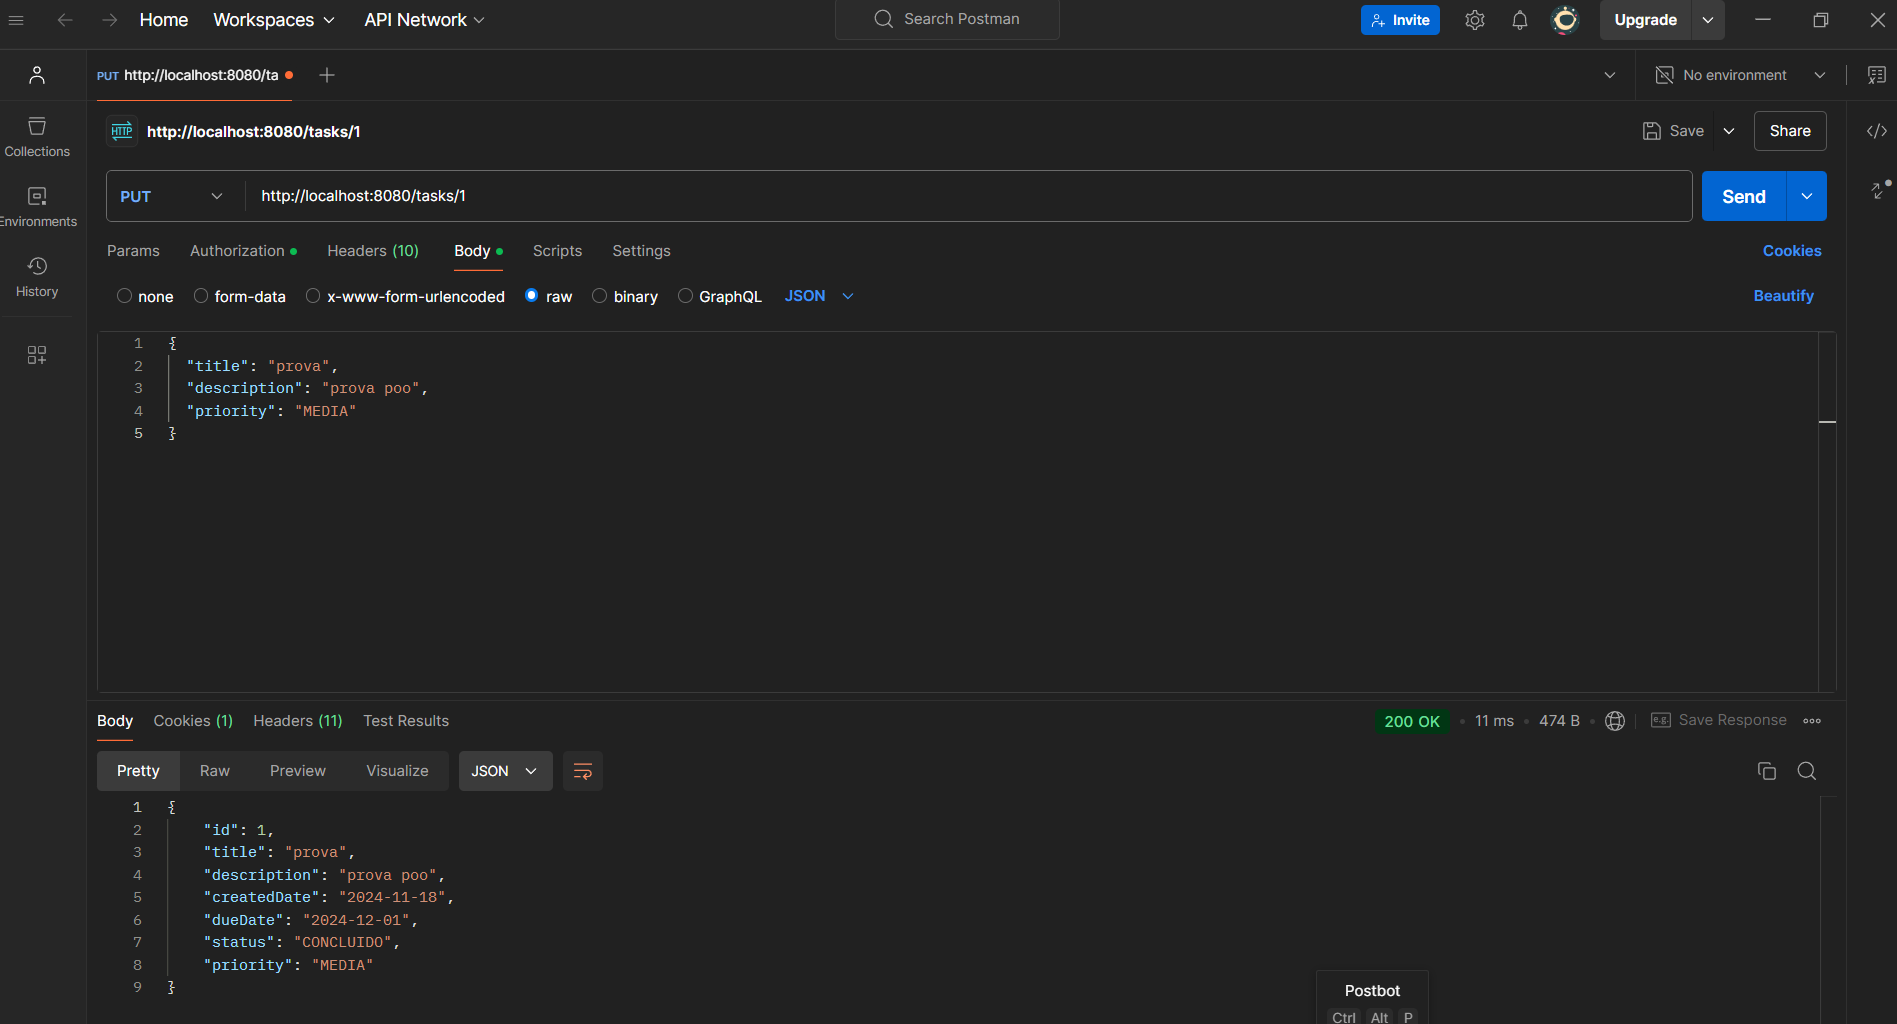 Home Workspaces API Network Search Postman Invite Upgrade
PUT http://localhost:8080/ta No environment
HTTP http://localhost:8080/tasks/1 Save Share
Collections
PUT http://localhost:8080/tasks/1 Send
Environments
Params Authorization Headers (10) Body Scripts Settings Cookies
History
none form-data x-www-form-urlencoded raw binary GraphQL JSON Beautify
1 {
2 "title": "prova",
3 "description": "prova poo",
4 "priority": "MEDIA"
5 }
Body Cookies (1) Headers (11) Test Results 200 OK • 11 ms • 474 B • e.g. Save Response
Pretty Raw Preview Visualize JSON
1 {
2 "id": 1,
3 "title": "prova",
4 "description": "prova poo",
5 "createdDate": "2024-11-18",
6 "dueDate": "2024-12-01",
7 "status": "CONCLUIDO",
8 "priority": "MEDIA"
9 }
Postbot
Ctrl Alt P